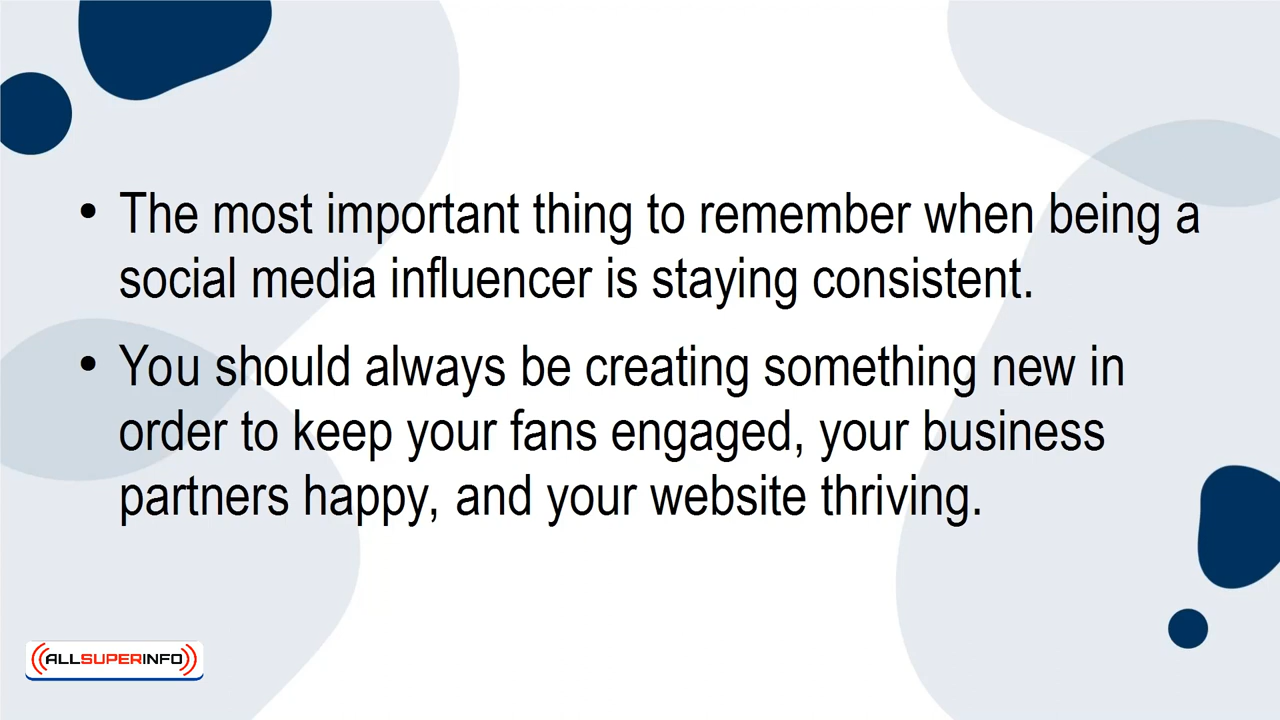 • The most important thing to remember when being a
social media influencer is staying consistent.
• You should always be creating something new in
order to keep your fans engaged, your business
partners happy, and your website thriving.
ALLSUPERINFO